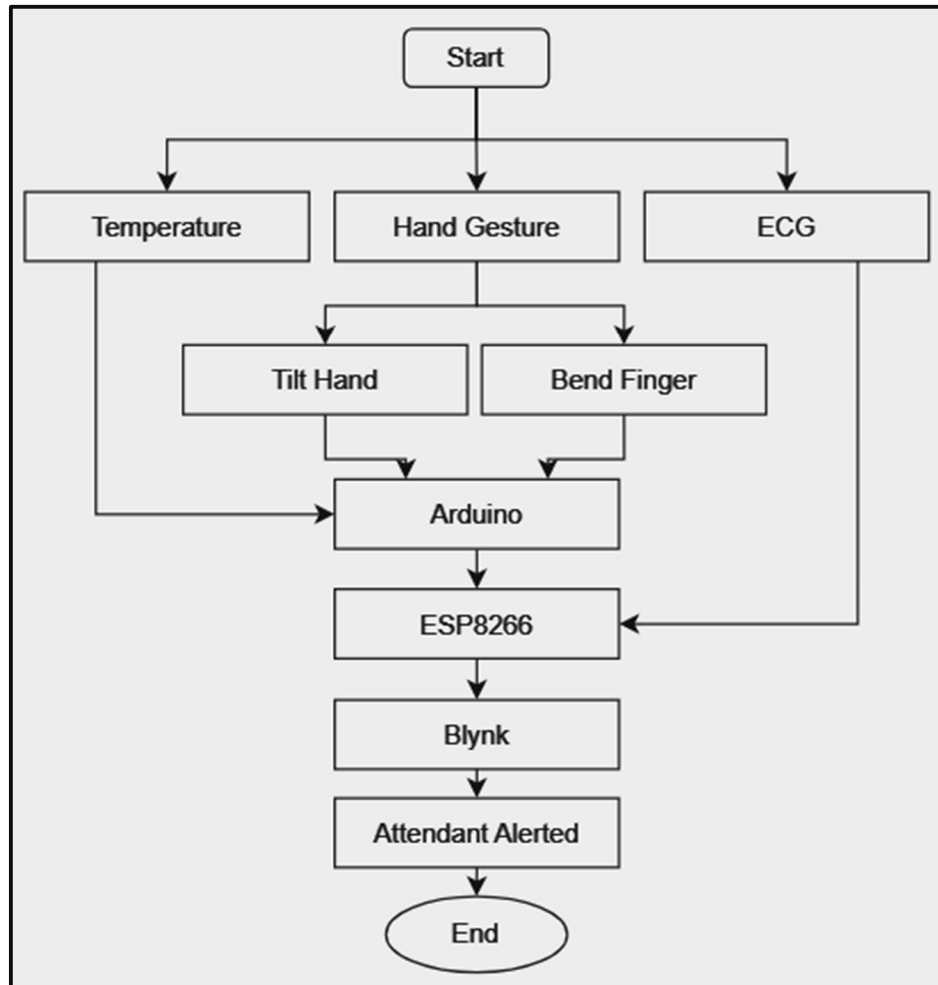 Start
Temperature
Hand Gesture
ECG
Tilt Hand
Bend Finger
Arduino
ESP8266
Blynk
Attendant Alerted
End